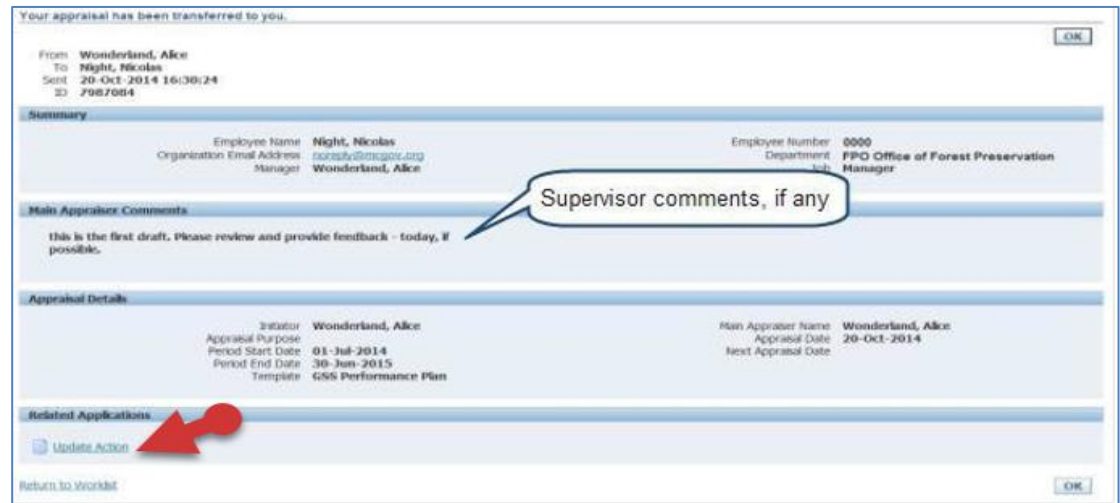 Your appraisal has been transferred to you.
OK
From Wonderland, Alice
To Night, Nicolas
Sent 20-Oct-2014 16:30:24
ID 7987084
Summary
Employee Name Night, Nicolas Employee Number 0000
Organization Email Address noreply@mcgov.org Department FPO Office of Forest Preservation
Manager Wonderland, Alice Job Manager
Supervisor comments, if any
Main Appraiser Comments
this is the first draft. Please review and provide feedback - today, if
possible.
Appraisal Details
Initiator Wonderland, Alice Main Appraiser Name Wonderland, Alice
Appraisal Purpose Appraisal Date 20-Oct-2014
Period Start Date 01-Jul-2014 Next Appraisal Date
Period End Date 30-Jun-2015
Template GSS Performance Plan
Related Applications
Update Action
Return to Worklist
OK